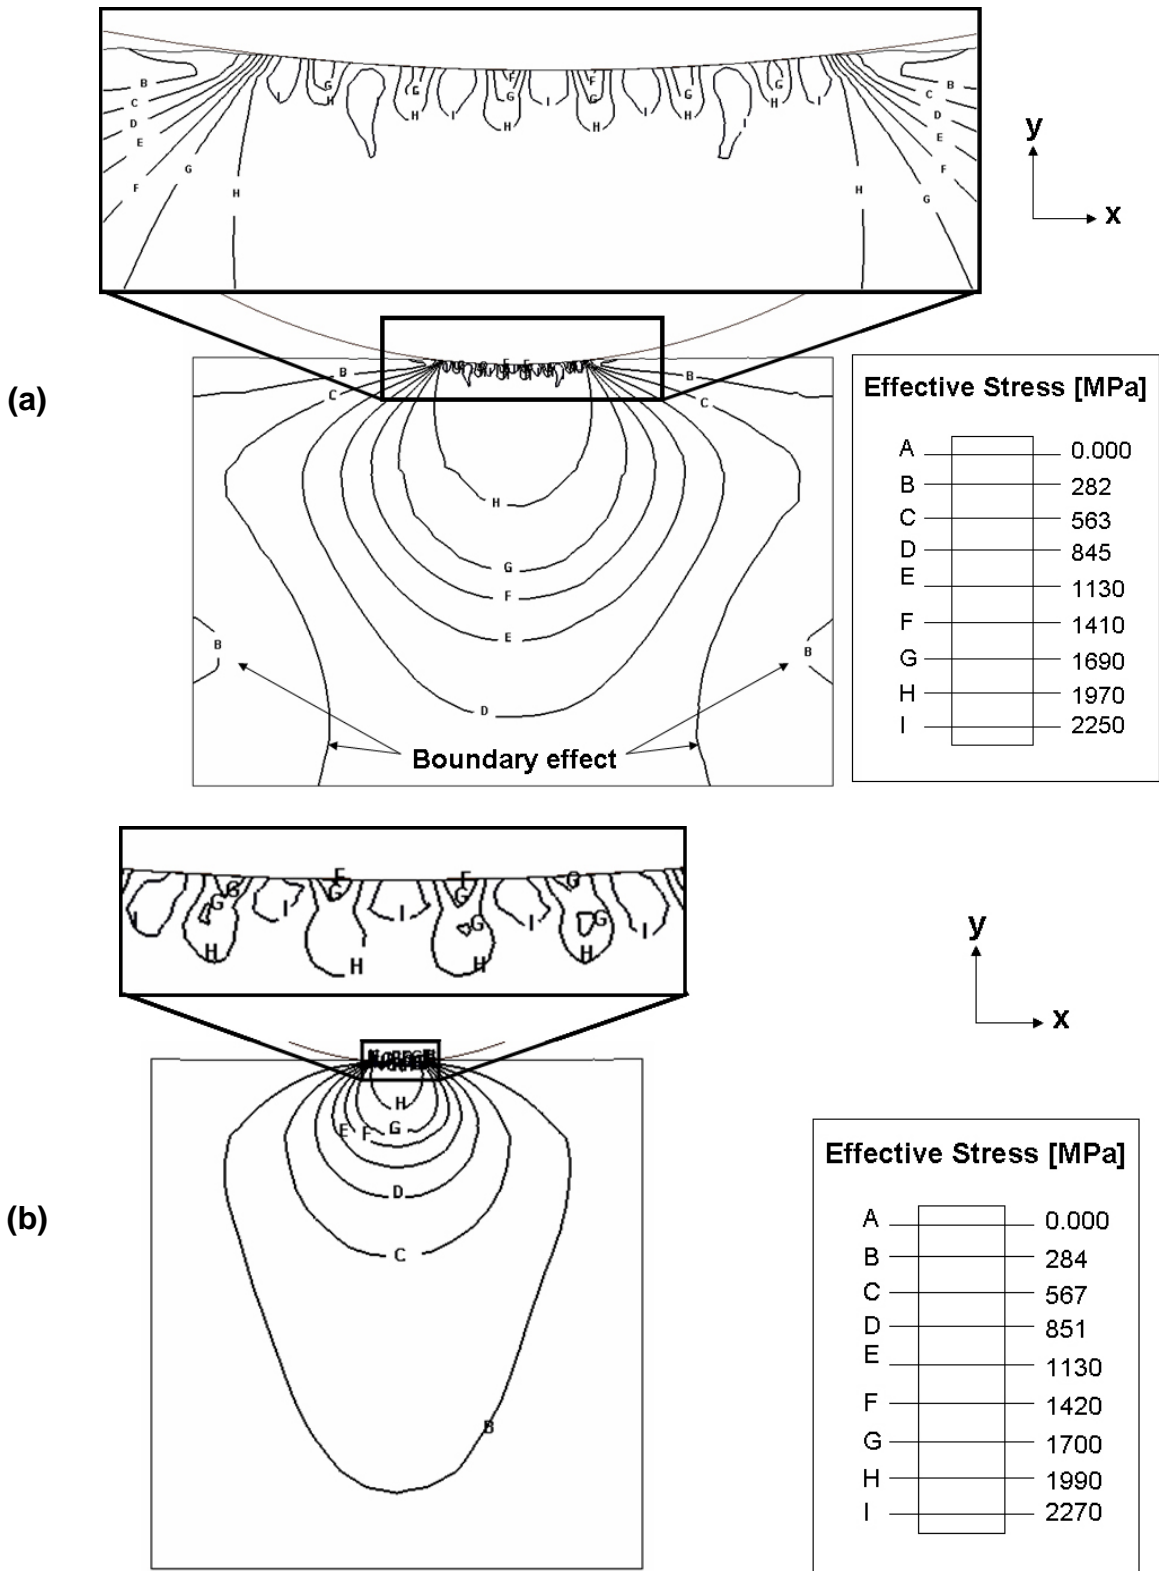 B
C
D
E
F
G
H
I
G
H
G
H
I
F
G
H
I
F
G
H
I
G
H
I
G
H
I
B
C
D
E
F
G
H
y
x
(a)
B
C
B
C
H
G
F
E
D
B
B
Boundary effect
Effective Stress [MPa]
A 0.000
B 282
C 563
D 845
E 1130
F 1410
G 1690
H 1970
I 2250
I
G
G
H
I
F
G
H
I
F
G
G
H
I
G
G
H
I
y
x
(b)
H
E F G
D
C
B
Effective Stress [MPa]
A 0.000
B 284
C 567
D 851
E 1130
F 1420
G 1700
H 1990
I 2270